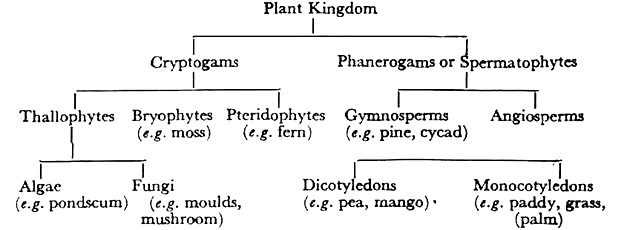 Plant Kingdom
Cryptogams Phanerogams or Spermatophytes
Thallophytes Bryophytes Pteridophytes Gymnosperms Angiosperms
(e.g. moss) (e.g. fern) (e.g. pine, cycad)
Algae Fungi Dicotyledons Monocotyledons
(e.g. pondscum) (e.g. moulds, (e.g. pea, mango) (e.g. paddy, grass,
mushroom) (palm)